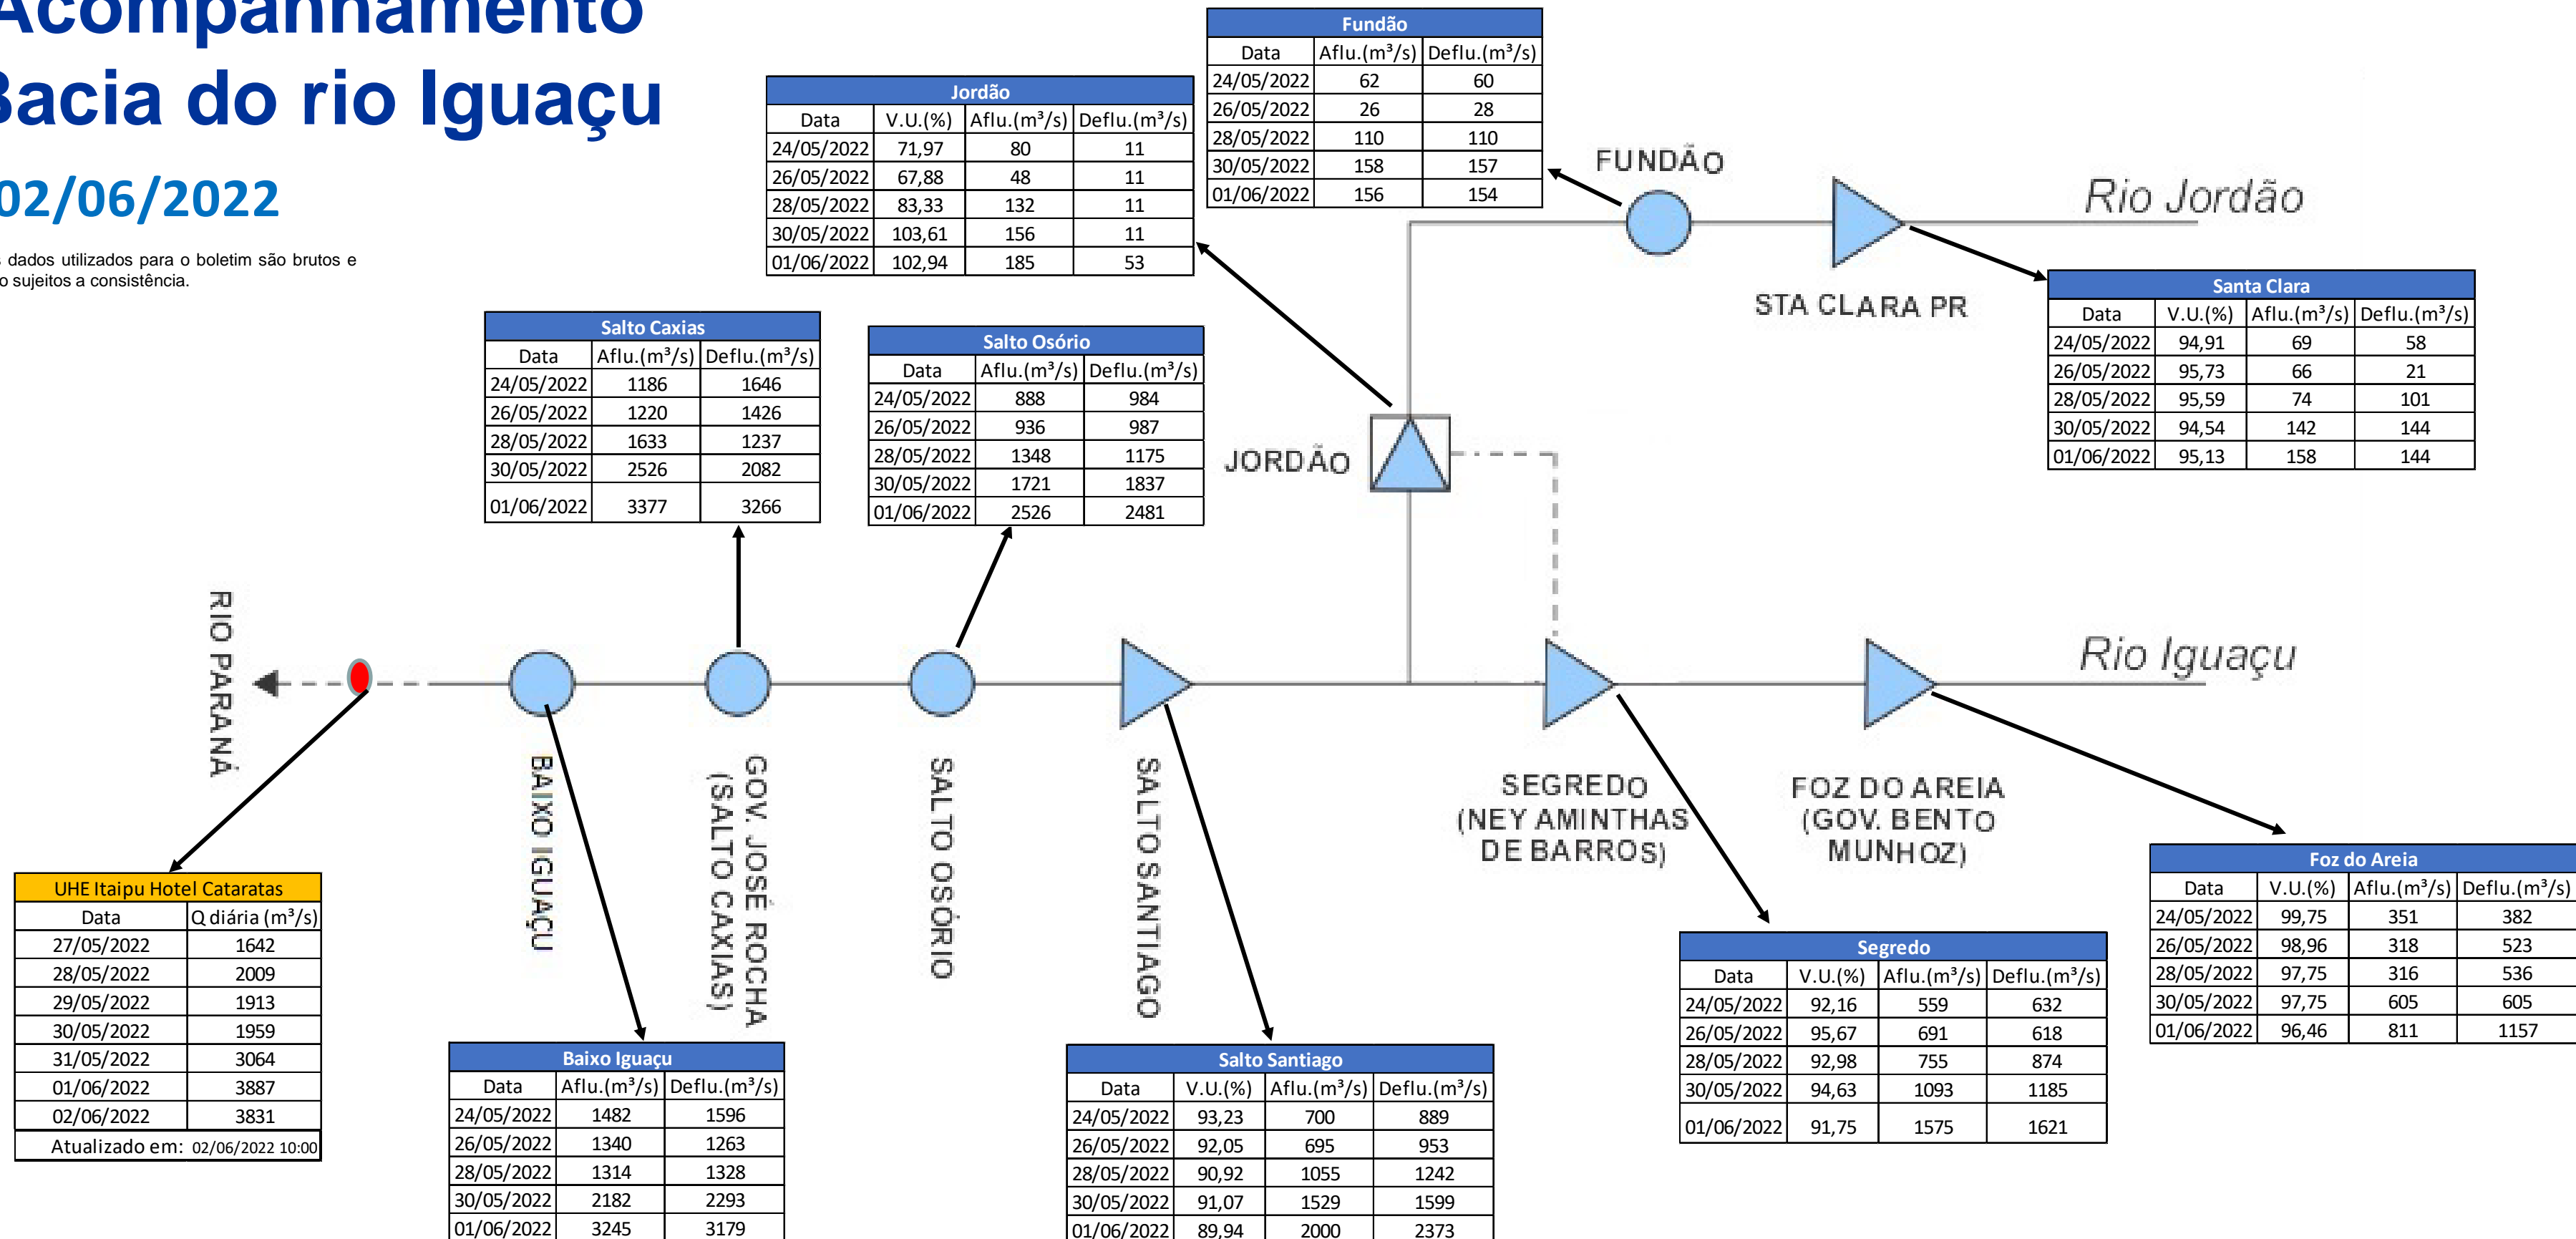 Acompanhamento
Bacia do rio Iguaçu
02/06/2022
s dados utilizados para o boletim são brutos e
o sujeitos a consistência.
Fundão
Data Aflu.(m³/s) Deflu.(m³/s)
24/05/2022 62 60
26/05/2022 26 28
28/05/2022 110 110
30/05/2022 158 157
01/06/2022 156 154
Jordão
Data V.U.(%) Aflu.(m³/s) Deflu.(m³/s)
24/05/2022 71,97 80 11
26/05/2022 67,88 48 11
28/05/2022 83,33 132 11
30/05/2022 103,61 156 11
01/06/2022 102,94 185 53
FUNDÃO
Rio Jordão
STA CLARA PR
Santa Clara
Data V.U.(%) Aflu.(m³/s) Deflu.(m³/s)
24/05/2022 94,91 69 58
26/05/2022 95,73 66 21
28/05/2022 95,59 74 101
30/05/2022 94,54 142 144
01/06/2022 95,13 158 144
Salto Caxias
Data Aflu.(m³/s) Deflu.(m³/s)
24/05/2022 1186 1646
26/05/2022 1220 1426
28/05/2022 1633 1237
30/05/2022 2526 2082
01/06/2022 3377 3266
Salto Osório
Data Aflu.(m³/s) Deflu.(m³/s)
24/05/2022 888 984
26/05/2022 936 987
28/05/2022 1348 1175
30/05/2022 1721 1837
01/06/2022 2526 2481
JORDÃO
RIO PARANÁ
Rio Iguaçu
BAIXO IGUAÇU
GOV. JOSÉ ROCHA
(SALTO CAXIAS)
SALTO OSÓRIO
SALTO SANTIAGO
SEGREDO
(NEY AMINTHAS
DE BARROS)
FOZ DO AREIA
(GOV. BENTO
MUNHOZ)
UHE Itaipu Hotel Cataratas
Data Q diária (m³/s)
27/05/2022 1642
28/05/2022 2009
29/05/2022 1913
30/05/2022 1959
31/05/2022 3064
01/06/2022 3887
02/06/2022 3831
Atualizado em: 02/06/2022 10:00
Baixo Iguaçu
Data Aflu.(m³/s) Deflu.(m³/s)
24/05/2022 1482 1596
26/05/2022 1340 1263
28/05/2022 1314 1328
30/05/2022 2182 2293
01/06/2022 3245 3179
Salto Santiago
Data V.U.(%) Aflu.(m³/s) Deflu.(m³/s)
24/05/2022 93,23 700 889
26/05/2022 92,05 695 953
28/05/2022 90,92 1055 1242
30/05/2022 91,07 1529 1599
01/06/2022 89,94 2000 2373
Segredo
Data V.U.(%) Aflu.(m³/s) Deflu.(m³/s)
24/05/2022 92,16 559 632
26/05/2022 95,67 691 618
28/05/2022 92,98 755 874
30/05/2022 94,63 1093 1185
01/06/2022 91,75 1575 1621
Foz do Areia
Data V.U.(%) Aflu.(m³/s) Deflu.(m³/s)
24/05/2022 99,75 351 382
26/05/2022 98,96 318 523
28/05/2022 97,75 316 536
30/05/2022 97,75 605 605
01/06/2022 96,46 811 1157